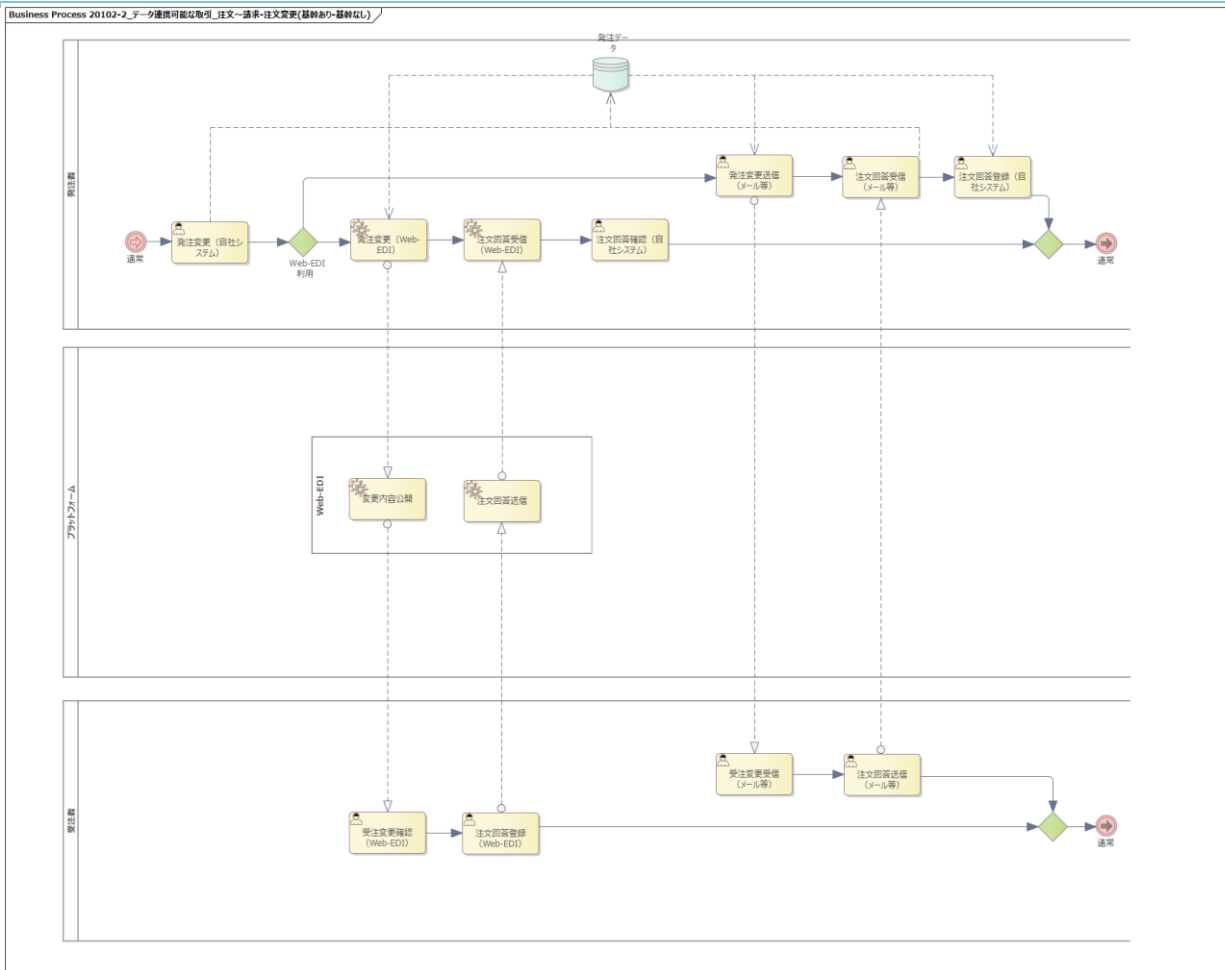 Business Process 20102-2_データ連携可能な取引_注文～請求-注文変更(基幹あり-基幹なし)
発注デー
タ
発注者
発注変更送信
（メール等）
注文回答受信
（メール等）
注文回答登録（自
社システム）
通常
発注変更（自社シ
ステム）
Web-EDI
利用
発注変更（Web-
EDI）
注文回答受信
（Web-EDI）
注文回答確認（自
社システム）
通常
プラットフォーム
Web-EDI
変更内容公開
注文回答送信
受注者
受注変更受信
（メール等）
注文回答送信
（メール等）
受注変更確認
（Web-EDI）
注文回答登録
（Web-EDI）
通常